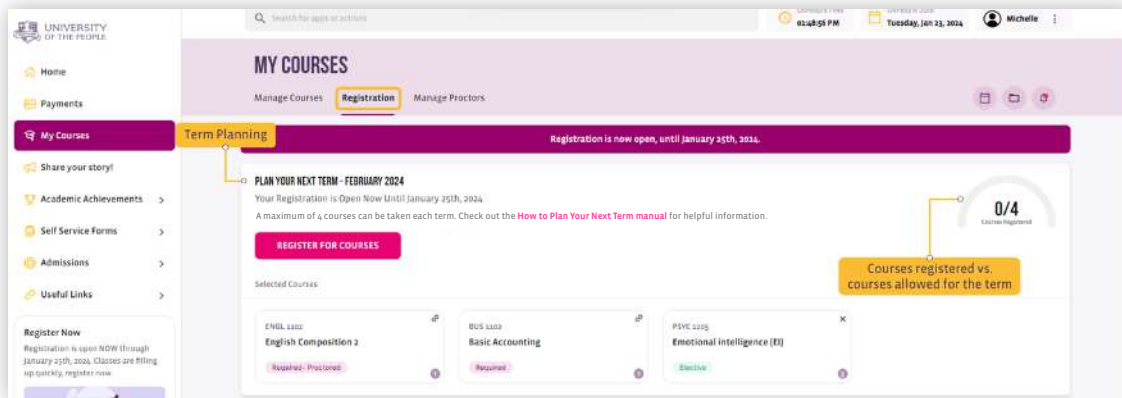 UNIVERSITY
OF THE PEOPLE
Search for apps or actions
02:48:56 PM
Tuesday, Jan 23, 2024
Michelle
Home
Payments
My Courses
Share your story!
Academic Achievements
Self Service Forms
Admissions
Useful Links
Register Now
Registration is open NOW through
January 25th, 2024. Classes are filling
up quickly, register now
MY COURSES
Manage Courses
Registration
Manage Proctors
Term Planning
Registration is now open, until January 25th, 2024.
PLAN YOUR NEXT TERM - FEBRUARY 2024
Your Registration is Open Now Until January 25th, 2024
A maximum of 4 courses can be taken each term. Check out the How to Plan Your Next Term manual for helpful information.
0/4
Courses Registered
REGISTER FOR COURSES
Courses registered vs.
courses allowed for the term
Selected Courses
ENGL 1102
English Composition 2
Required- Proctored
BUS 1102
Basic Accounting
Required
PSYC 1205
Emotional intelligence (EI)
Elective